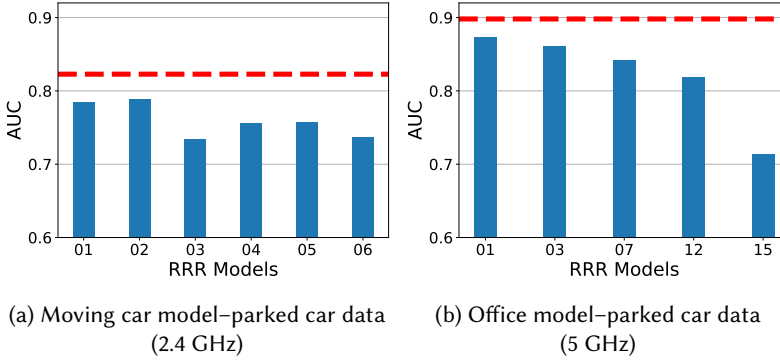 0.9
0.8
0.7
0.6
AUC
01 02 03 04 05 06
RRR Models
(a) Moving car model–parked car data
(2.4 GHz)
0.9
0.8
0.7
0.6
AUC
01 03 07 12 15
RRR Models
(b) Office model–parked car data
(5 GHz)